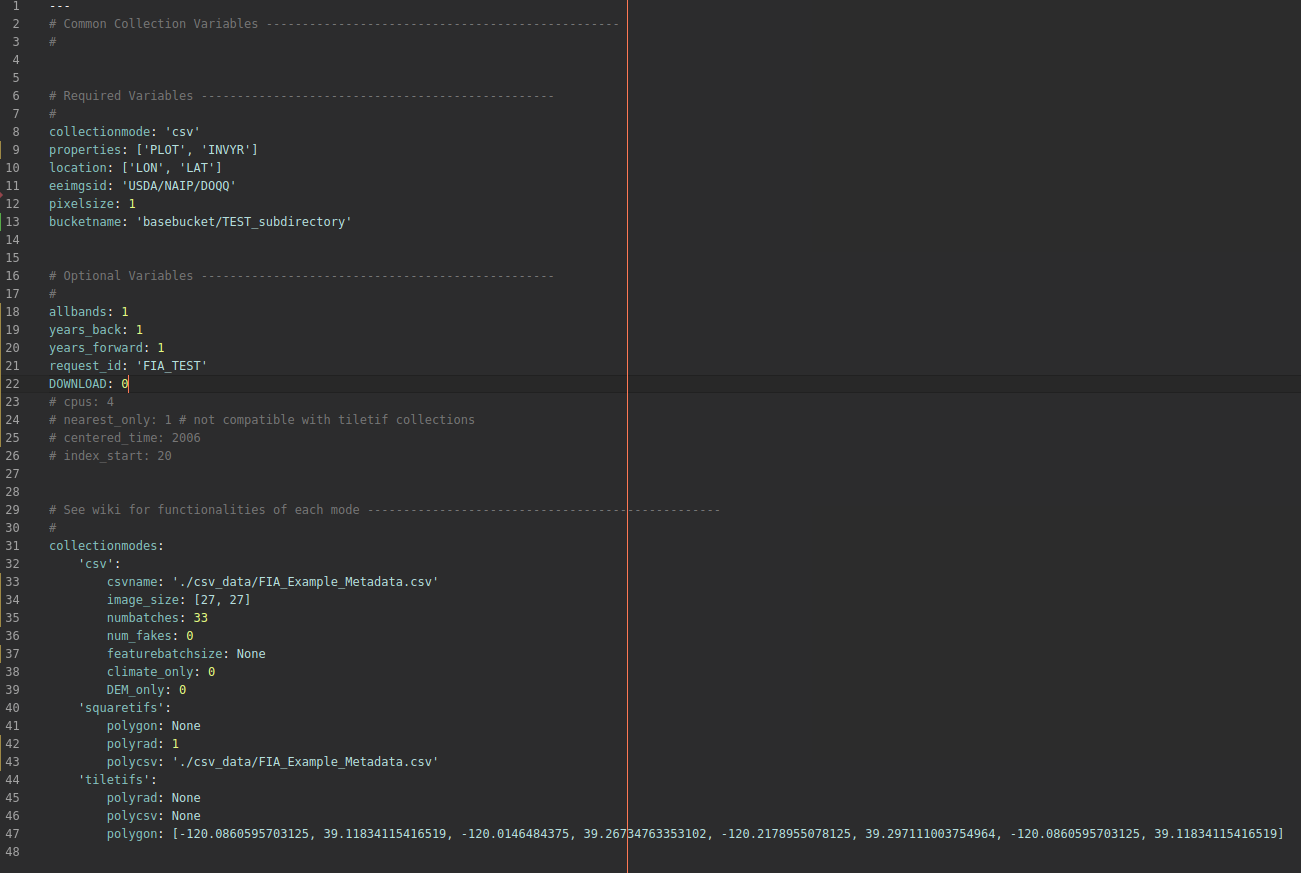 1 ---
2 # Common Collection Variables -------------------------------------------------
3 #
4
5
6 # Required Variables -------------------------------------------------
7 #
8 collectionmode: 'csv'
9 properties: ['PLOT', 'INVYR']
10 location: ['LON', 'LAT']
11 eeimgsid: 'USDA/NAIP/DOQQ'
12 pixelsize: 1
13 bucketname: 'basebucket/TEST_subdirectory'
14
15
16 # Optional Variables -------------------------------------------------
17 #
18 allbands: 1
19 years_back: 1
20 years_forward: 1
21 request_id: 'FIA_TEST'
22 DOWNLOAD: 0
23 # cpus: 4
24 # nearest_only: 1 # not compatible with tiletif collections
25 # centered_time: 2006
26 # index_start: 20
27
28
29 # See wiki for functionalities of each mode -------------------------------------------------
30 #
31 collectionmodes:
32     'csv':
33         csvname: './csv_data/FIA_Example_Metadata.csv'
34         image_size: [27, 27]
35         numbatches: 33
36         num_fakes: 0
37         featurebatchsize: None
38         climate_only: 0
39         DEM_only: 0
40     'squaretifs':
41         polygon: None
42         polyrad: 1
43         polycsv: './csv_data/FIA_Example_Metadata.csv'
44     'tiletifs':
45         polyrad: None
46         polycsv: None
47         polygon: [-120.0860595703125, 39.11834115416519, -120.0146484375, 39.26734763353102, -120.2178955078125, 39.297111003754964, -120.0860595703125, 39.11834115416519]
48